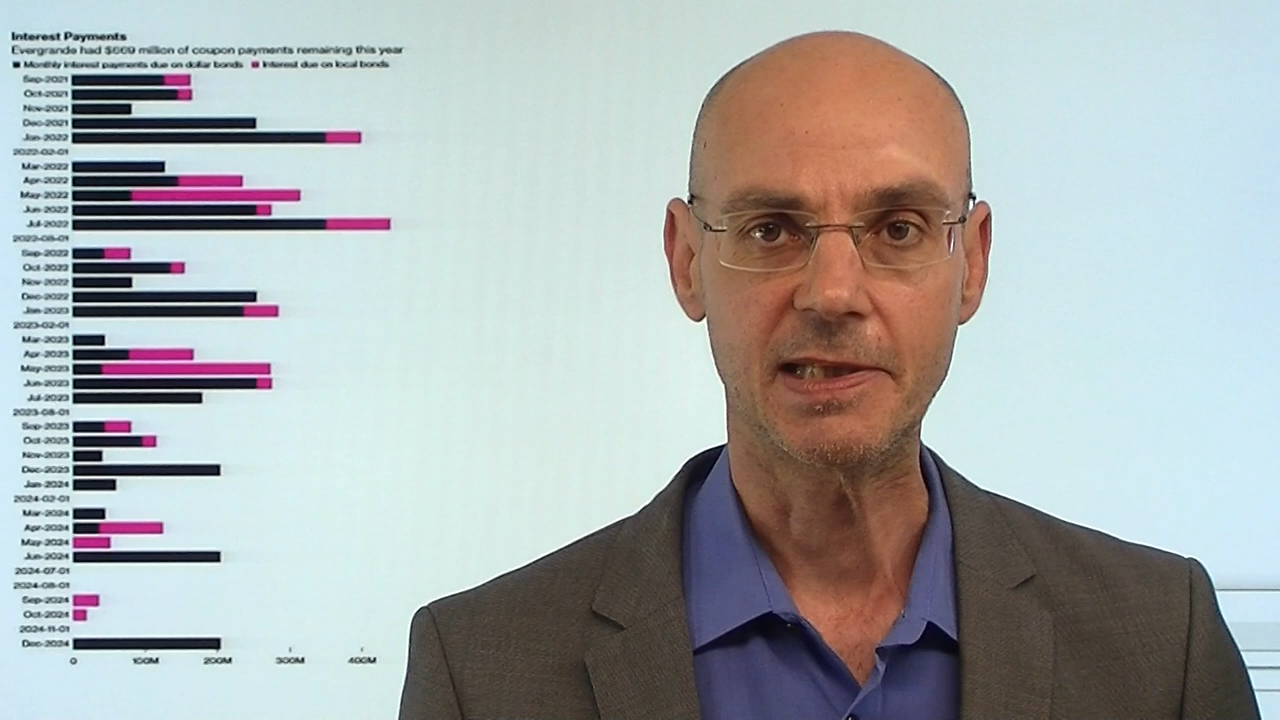 Interest Payments
Evergrande had $669 million of coupon payments remaining this year
Monthly interest payments due on dollar bonds Interest due on local bonds
Sep-2021
Oct-2021
Nov-2021
Dec-2021
Jan-2022
2022-02-01
Mar-2022
Apr-2022
May-2022
Jun-2022
Jul-2022
2022-08-01
Sep-2022
Oct-2022
Nov-2022
Dec-2022
Jan-2023
2023-02-01
Mar-2023
Apr-2023
May-2023
Jun-2023
Jul-2023
2023-08-01
Sep-2023
Oct-2023
Nov-2023
Dec-2023
Jan-2024
2024-02-01
Mar-2024
Apr-2024
May-2024
Jun-2024
2024-07-01
2024-08-01
Sep-2024
Oct-2024
2024-11-01
Dec-2024
0 100M 200M 300M 400M